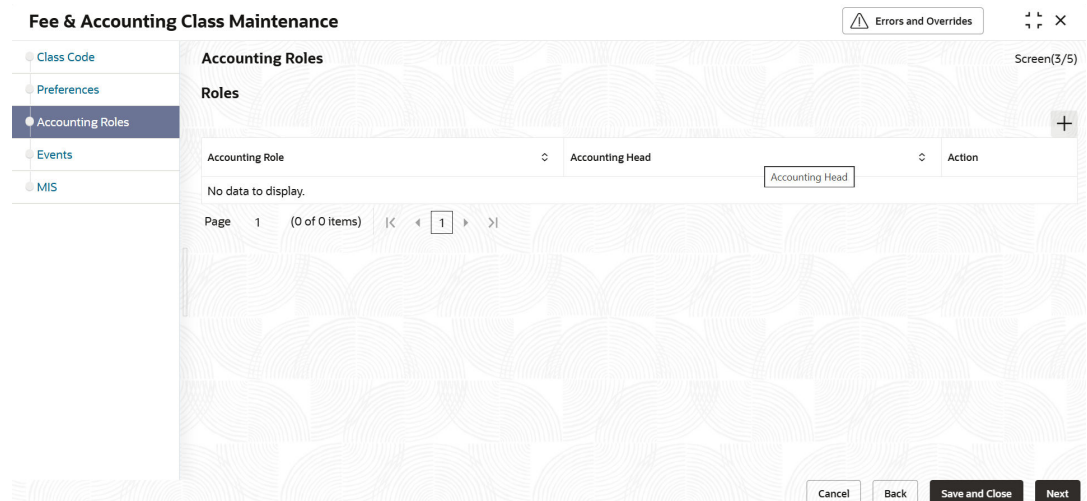 Fee & Accounting Class Maintenance
Errors and Overrides
Class Code
Preferences
Accounting Roles
Events
MIS
Accounting Roles
Screen(3/5)
Roles
Accounting Role
Accounting Head
Action
Accounting Head
No data to display.
Page 1 (0 of 0 items) 1
Cancel
Back
Save and Close
Next